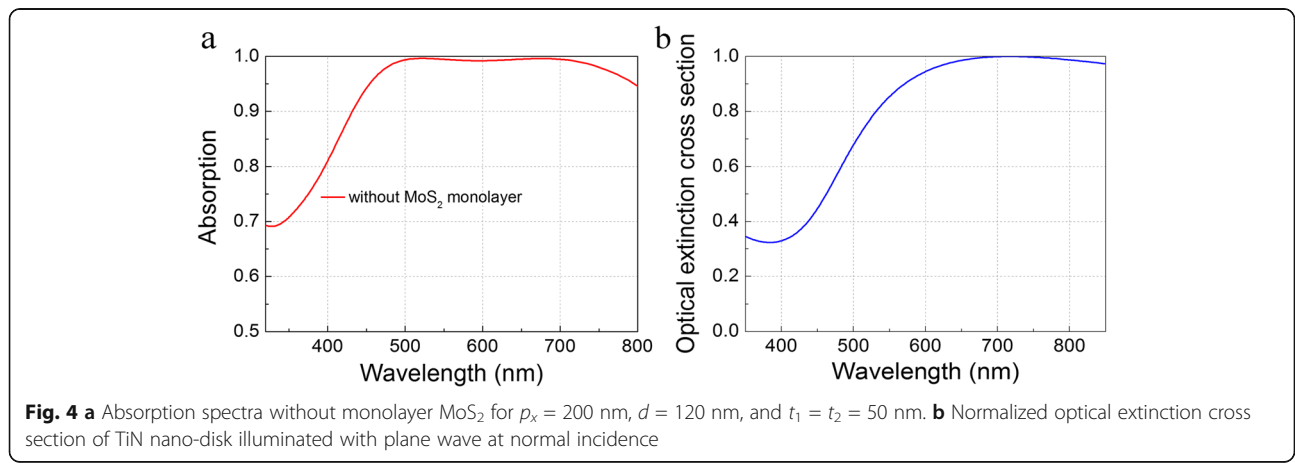 a
Absorption
1.0
0.9
0.8
0.7
0.6
0.5
without MoS₂ monolayer
400 500 600 700 800
Wavelength (nm)
b
Optical extinction cross section
1.0
0.8
0.6
0.4
0.2
0.0
400 500 600 700 800
Wavelength (nm)
Fig. 4 a Absorption spectra without monolayer MoS₂ for pₓ = 200 nm, d = 120 nm, and t₁ = t₂ = 50 nm. b Normalized optical extinction cross
section of TiN nano-disk illuminated with plane wave at normal incidence